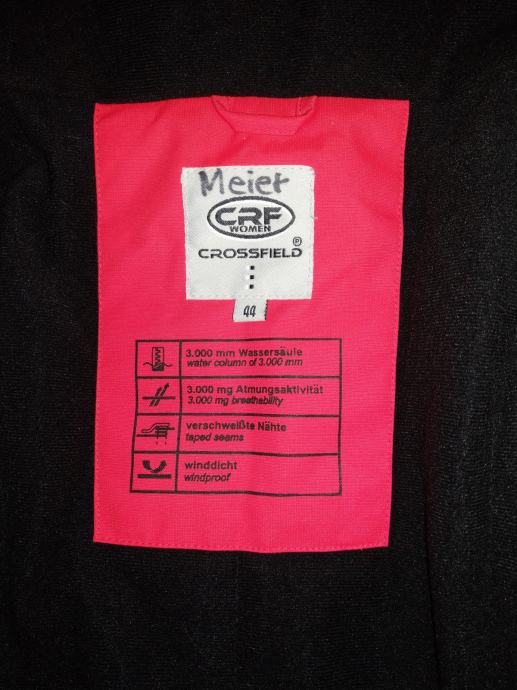 Meier
CRF
WOMEN
CROSSFIELD ®
44
3.000 mm Wassersäule
water column of 3.000 mm
3.000 mg Atmungsaktivität
3.000 mg breathability
verschweißte Nähte
taped seams
winddicht
windproof